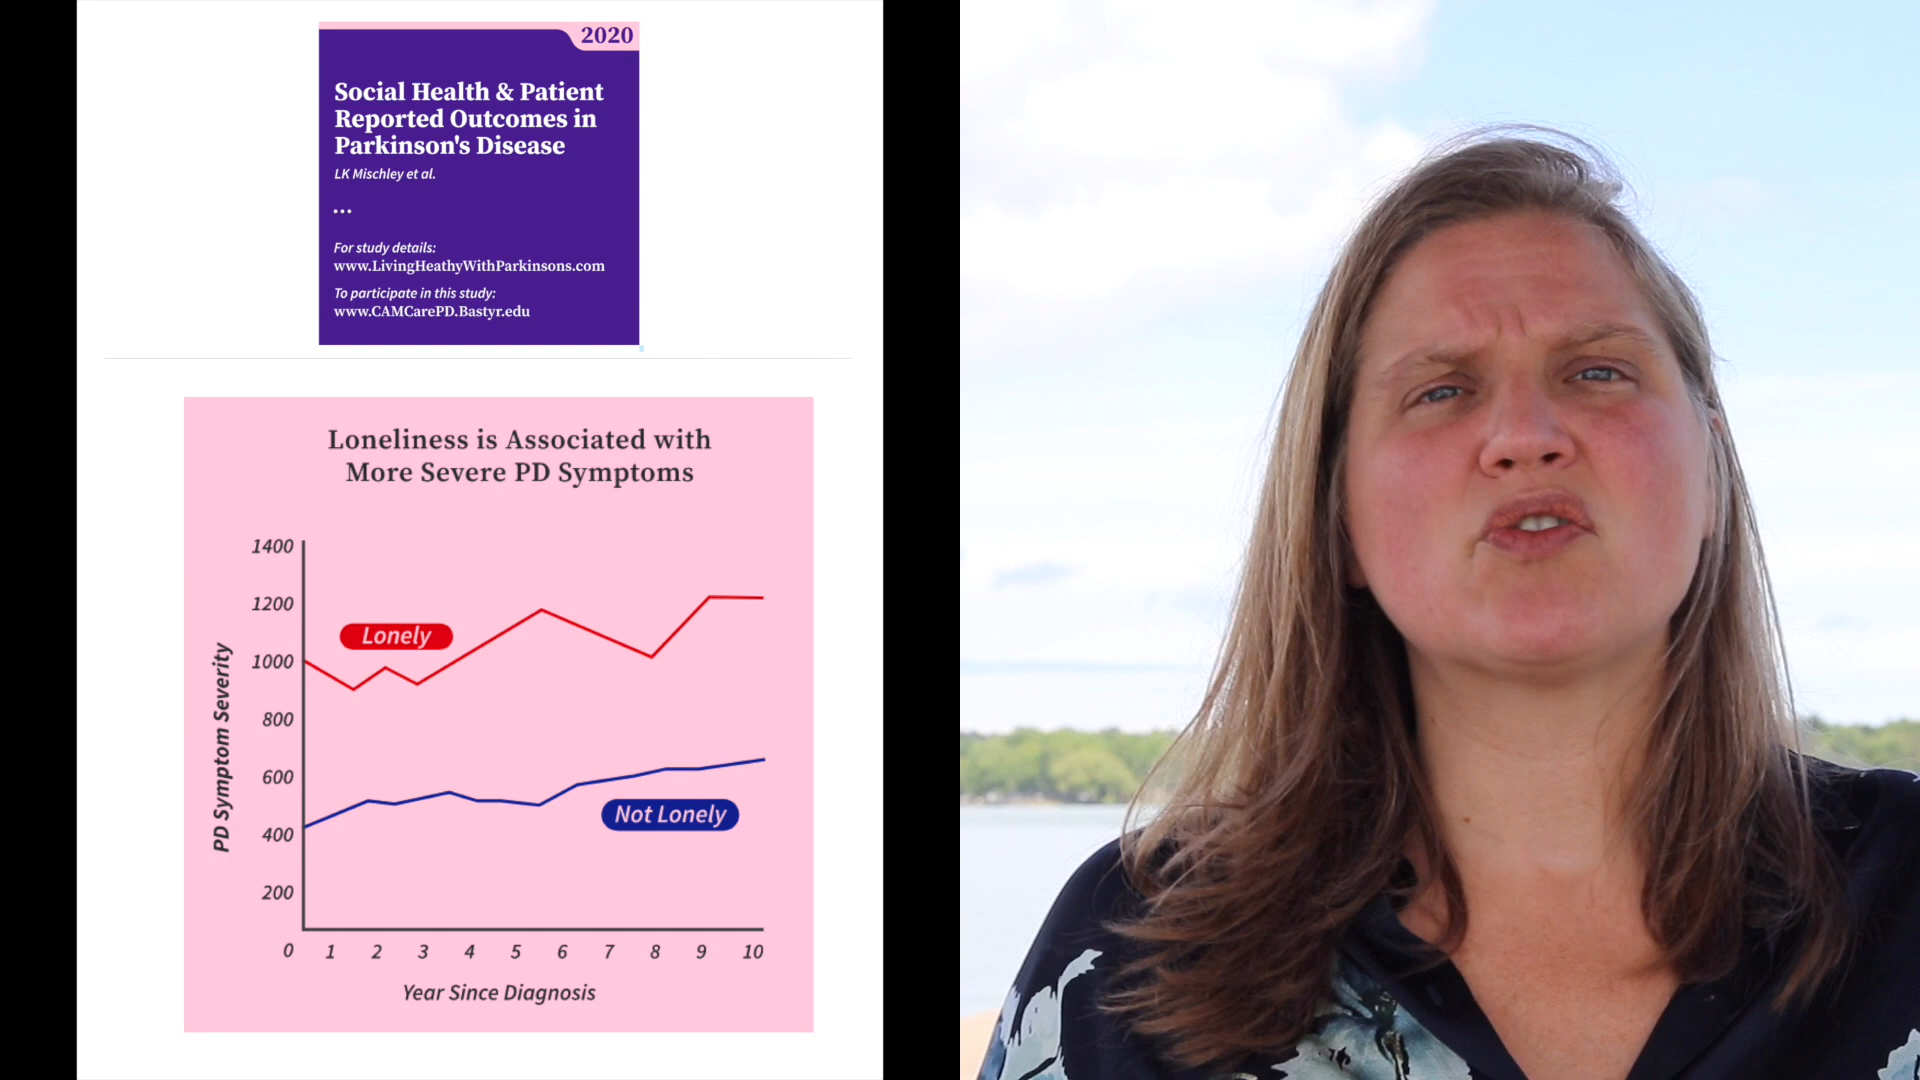 2020
Social Health & Patient
Reported Outcomes in
Parkinson's Disease
LK Mischley et al.
...
For study details:
www.LivingHeathyWithParkinsons.com
To participate in this study:
www.CAMCarePD.Bastyr.edu
Loneliness is Associated with
More Severe PD Symptoms
PD Symptom Severity
1400
1200
1000
800
600
400
200
0 1 2 3 4 5 6 7 8 9 10
Lonely
Not Lonely
Year Since Diagnosis